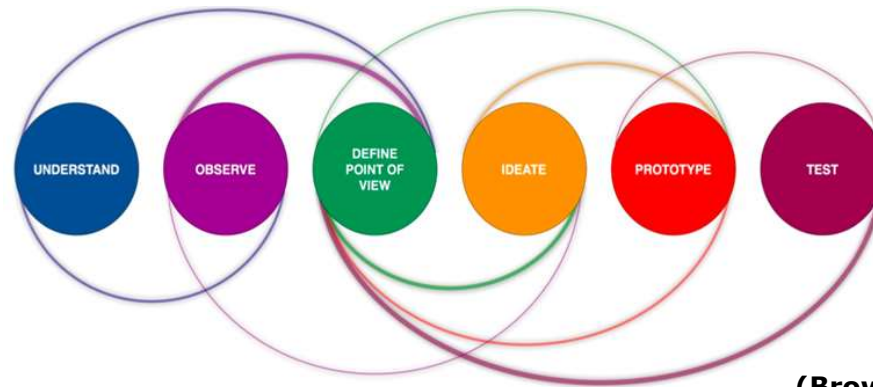 UNDERSTAND
OBSERVE
DEFINE
POINT OF
VIEW
IDEATE
PROTOTYPE
TEST